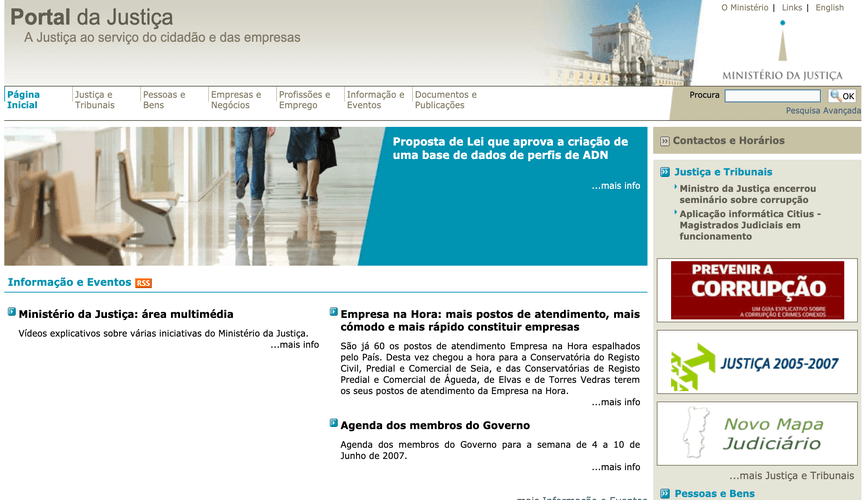 Portal da Justiça
A Justiça ao serviço do cidadão e das empresas
O Ministério | Links | English
MINISTÉRIO DA JUSTIÇA
Página
Inicial
Justiça e
Tribunais
Pessoas e
Bens
Empresas e
Negócios
Profissões e
Emprego
Informação e
Eventos
Documentos e
Publicações
Procura
OK
Pesquisa Avançada
Proposta de Lei que aprova a criação de
uma base de dados de perfis de ADN
...mais info
Informação e Eventos RSS
Ministério da Justiça: área multimédia
Vídeos explicativos sobre várias iniciativas do Ministério da Justiça.
...mais info
Empresa na Hora: mais postos de atendimento, mais
cómodo e mais rápido constituir empresas
São já 60 os postos de atendimento Empresa na Hora espalhados
pelo País. Desta vez chegou a hora para a Conservatória do Registo
Civil, Predial e Comercial de Seia, e das Conservatórias de Registo
Predial e Comercial de Águeda, de Elvas e de Torres Vedras terem
os seus postos de atendimento da Empresa na Hora.
...mais info
Agenda dos membros do Governo
Agenda dos membros do Governo para a semana de 4 a 10 de
Junho de 2007.
...mais info
...mais Informação e Eventos
Contactos e Horários
Justiça e Tribunais
Ministro da Justiça encerrou
seminário sobre corrupção
Aplicação informática Citius -
Magistrados Judiciais em
funcionamento
PREVENIR A
CORRUPÇÃO
UM GUIA EXPLICATIVO SOBRE
A CORRUPÇÃO E CRIMES CONEXOS
JUSTIÇA 2005-2007
Novo Mapa
Judiciário
...mais Justiça e Tribunais
Pessoas e Bens